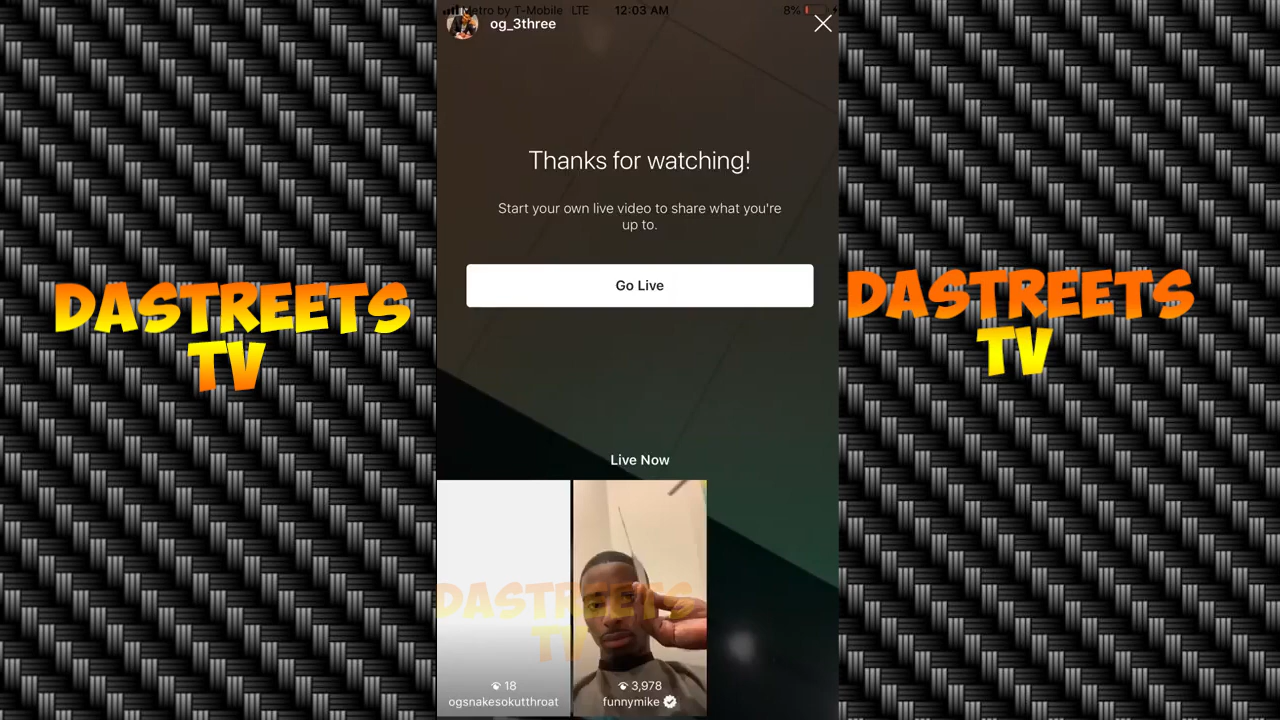 Metro by T-Mobile LTE 12:03 AM 8%
og_3three
Thanks for watching!
Start your own live video to share what you're
up to.
Go Live
DASTREETS
TV
DASTREETS
TV
Live Now
DASTREETS
TV
18
ogsnakesokutthroat
3,978
funnymike